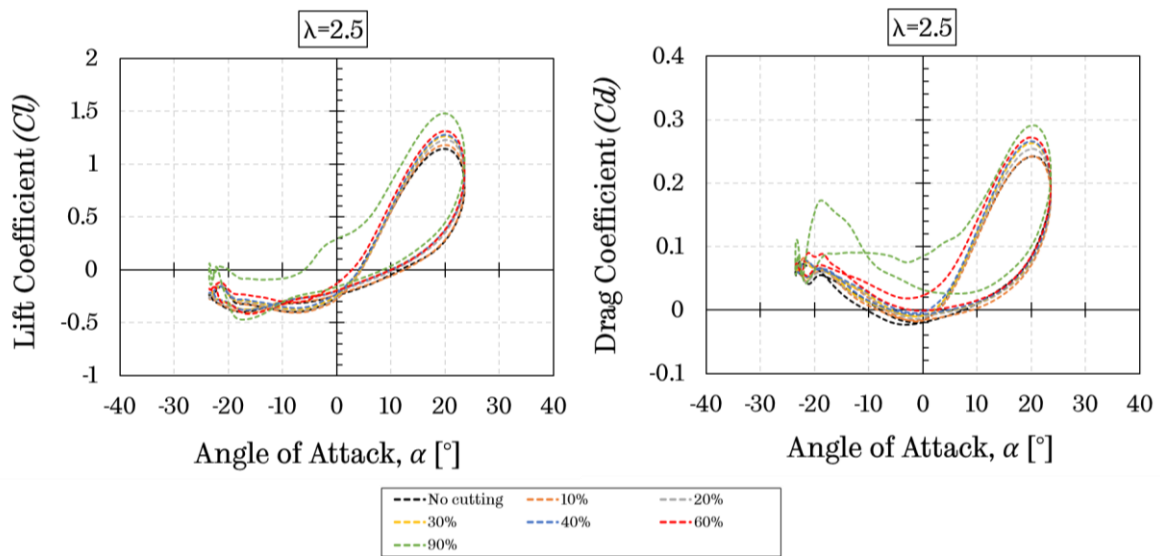 λ=2.5
Lift Coefficient (Cl)
2
1.5
1
0.5
0
-0.5
-1
-40 -30 -20 -10 0 10 20 30 40
Angle of Attack, α [°]
λ=2.5
Drag Coefficient (Cd)
0.4
0.3
0.2
0.1
0
-0.1
-40 -30 -20 -10 0 10 20 30 40
Angle of Attack, α [°]
No cutting 10% 20%
30% 40% 60%
90%